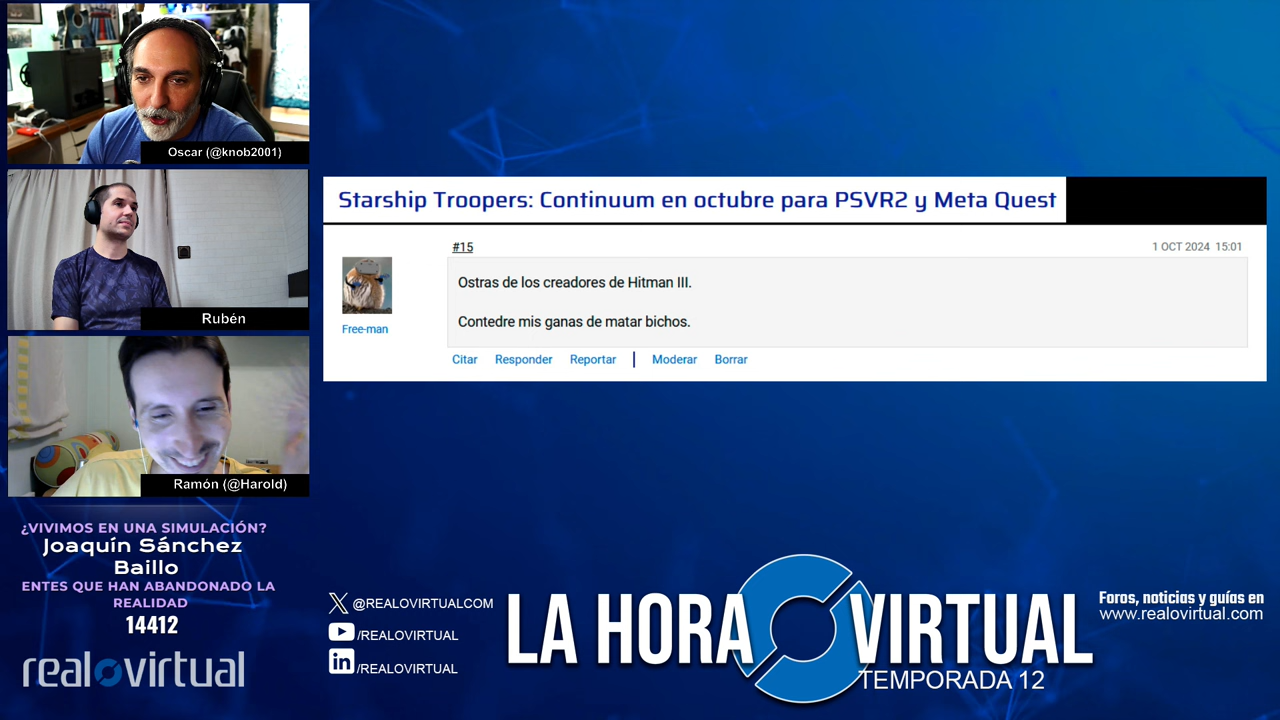 Oscar (@knob2001)
Rubén
Ramón (@Harold)
¿VIVIMOS EN UNA SIMULACIÓN?
Joaquín Sánchez
Baillo
ENTES QUE HAN ABANDONADO LA
REALIDAD
14412
realovirtual
Starship Troopers: Continuum en octubre para PSVR2 y Meta Quest
#15
1 OCT 2024 15:01
Free-man
Ostras de los creadores de Hitman III.
Contedre mis ganas de matar bichos.
Citar Responder Reportar | Moderar Borrar
@REALOVIRTUALCOM
/REALOVIRTUAL
/REALOVIRTUAL
LA HORA VIRTUAL
TEMPORADA 12
Foros, noticias y guías en
www.realovirtual.com